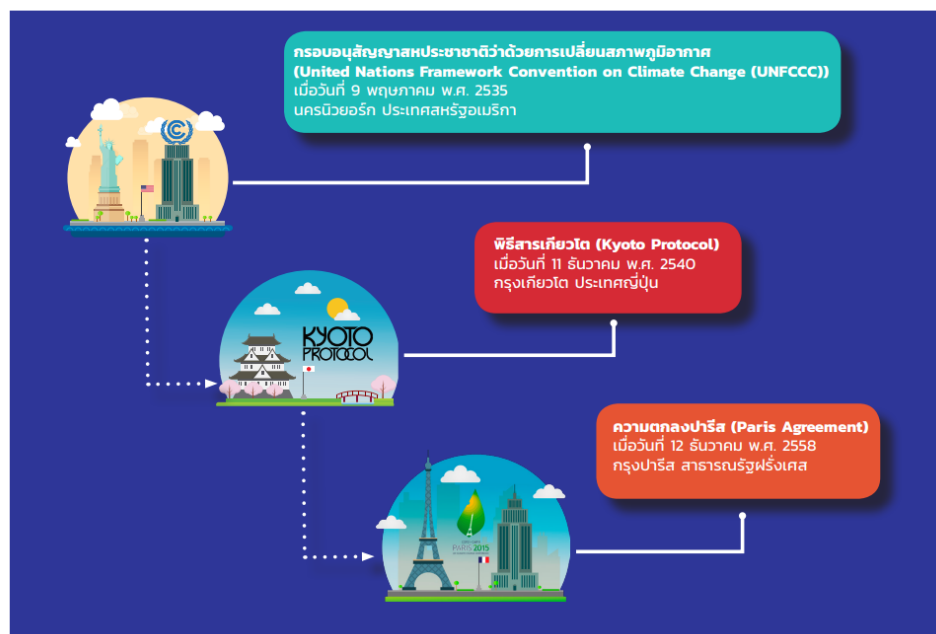 กรอบอนุสัญญาสหประชาชาติว่าด้วยการเปลี่ยนสภาพภูมิอากาศ
(United Nations Framework Convention on Climate Change (UNFCCC))
เมื่อวันที่ 9 พฤษภาคม พ.ศ. 2535
นครนิวยอร์ก ประเทศสหรัฐอเมริกา
พิธีสารเกียวโต (Kyoto Protocol)
เมื่อวันที่ 11 ธันวาคม พ.ศ. 2540
กรุงเกียวโต ประเทศญี่ปุ่น
KYOTO
PROTOCOL
ความตกลงปารีส (Paris Agreement)
เมื่อวันที่ 12 ธันวาคม พ.ศ. 2558
กรุงปารีส สาธารณรัฐฝรั่งเศส
PARIS 2015